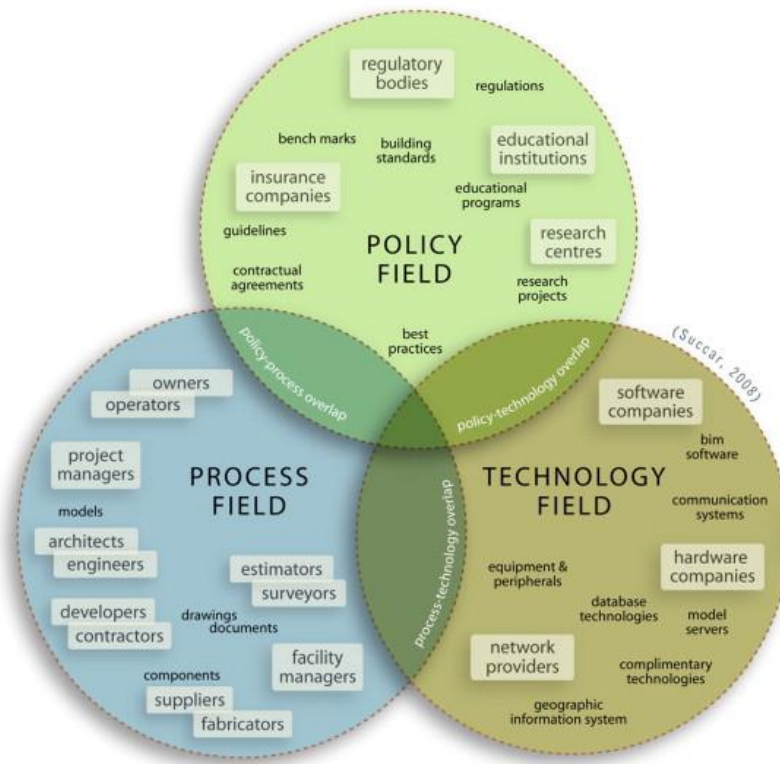 regulatory
bodies
regulations
bench marks
building
standards
educational
institutions
insurance
companies
educational
programs
guidelines
POLICY
FIELD
research
centres
contractual
agreements
research
projects
best
practices
policy-process overlap
policy-technology overlap
(Succar, 2008)
owners
operators
project
managers
PROCESS
FIELD
models
architects
engineers
estimators
surveyors
developers
contractors
drawings
documents
facility
managers
components
suppliers
fabricators
process-technology overlap
software
companies
bim
software
TECHNOLOGY
FIELD
communication
systems
equipment &
peripherals
hardware
companies
database
technologies
model
servers
network
providers
complimentary
technologies
geographic
information system